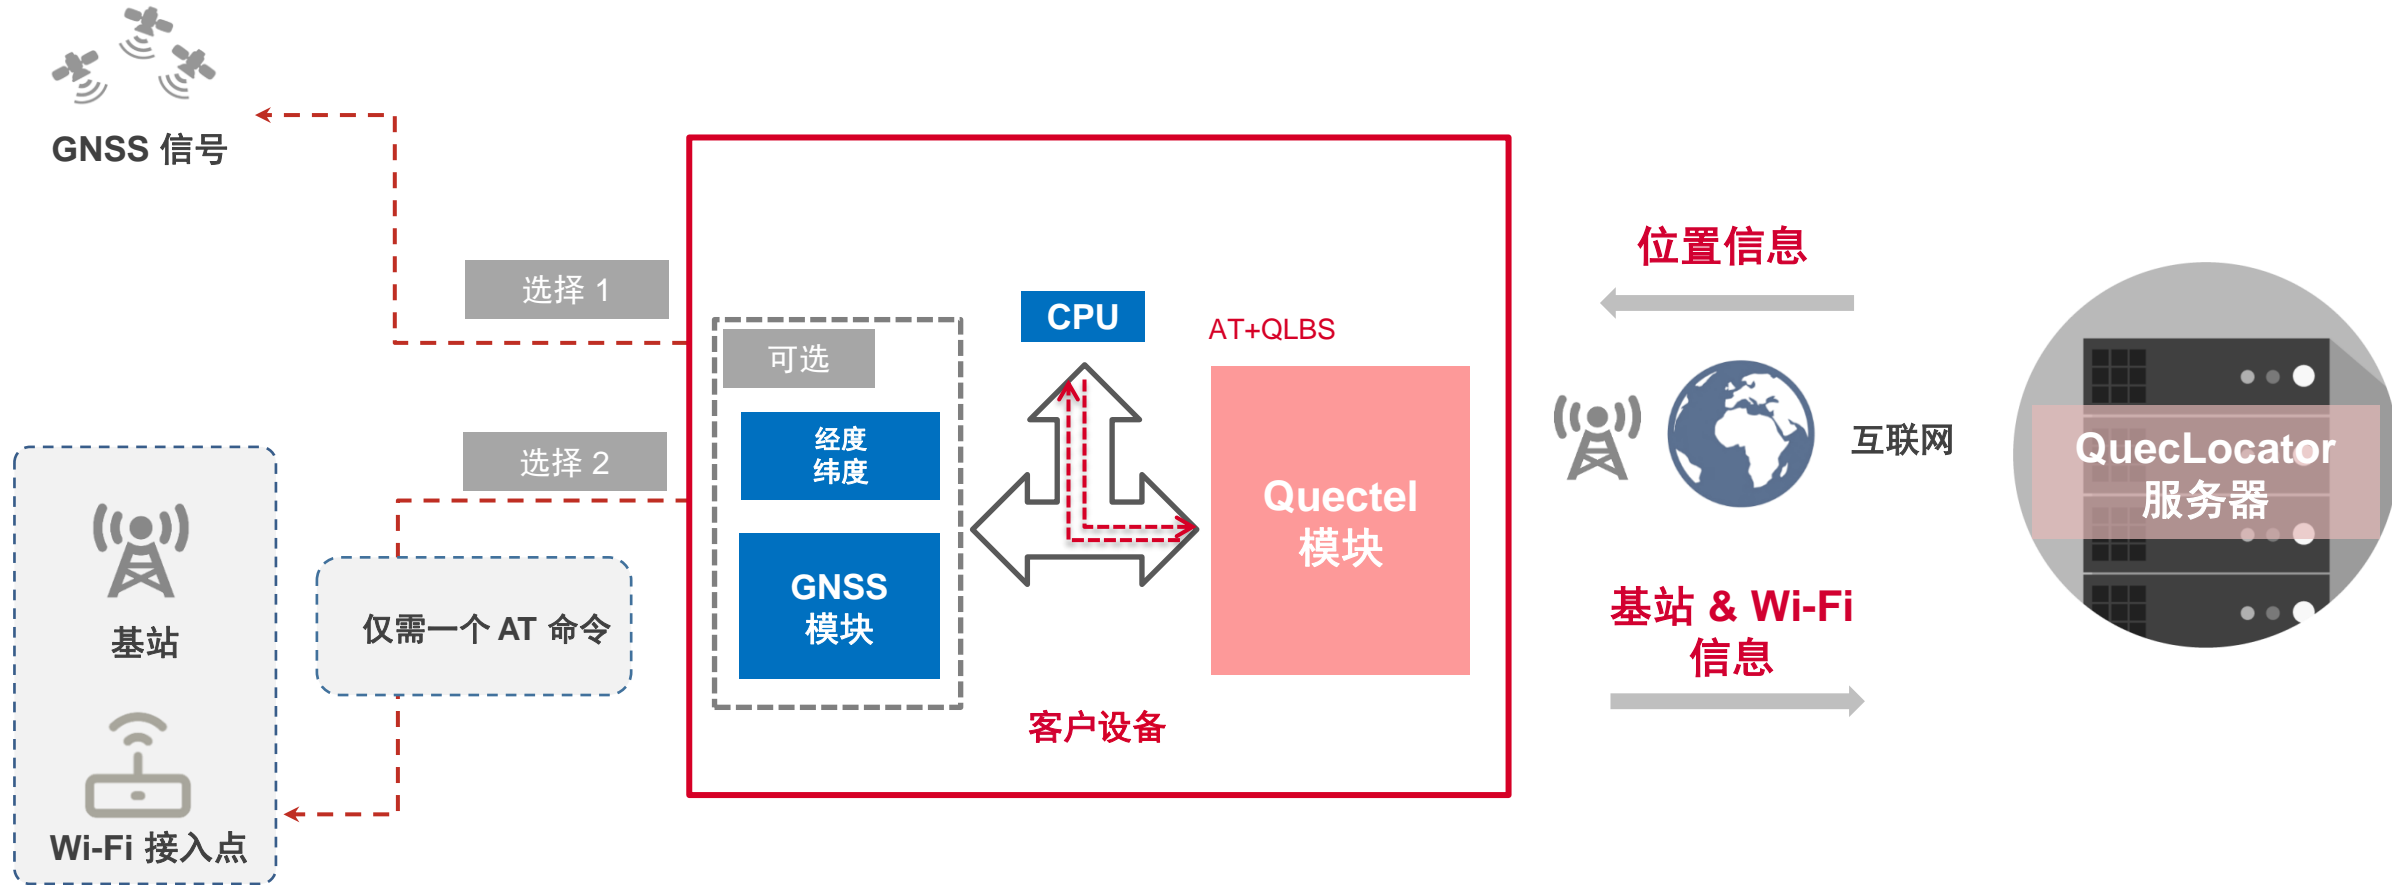 GNSS 信号
选择 1
选择 2
基站
Wi-Fi 接入点
仅需一个 AT 命令
可选
经度
纬度
GNSS
模块
CPU
AT+QLBS
Quectel
模块
客户设备
位置信息
互联网
基站 & Wi-Fi
信息
QuecLocator
服务器